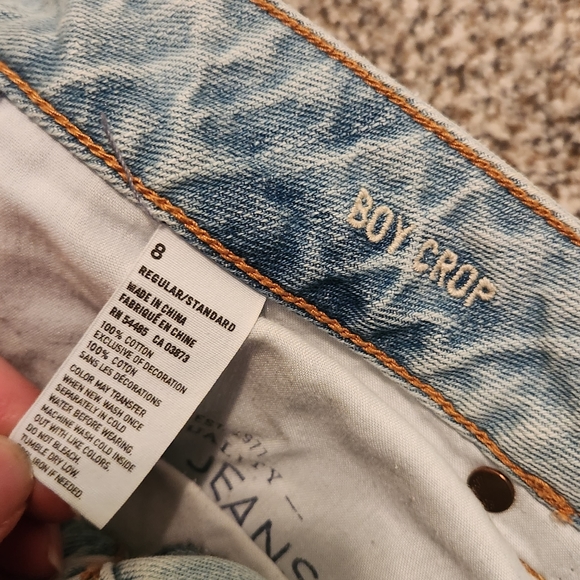 BOY CROP
8
REGULAR/STANDARD
MADE IN CHINA
FABRIQUÉ EN CHINE
RN 54485 CA 03873
100% COTTON
EXCLUSIVE OF DECORATION
100% COTON
SANS LES DÉCORATIONS
COLOR MAY TRANSFER
WHEN NEW. WASH ONCE
SEPARATELY IN COLD
WATER BEFORE WEARING.
MACHINE WASH COLD INSIDE
OUT WITH LIKE COLORS.
DO NOT BLEACH.
TUMBLE DRY LOW.
IRON IF NEEDED.
JEANS